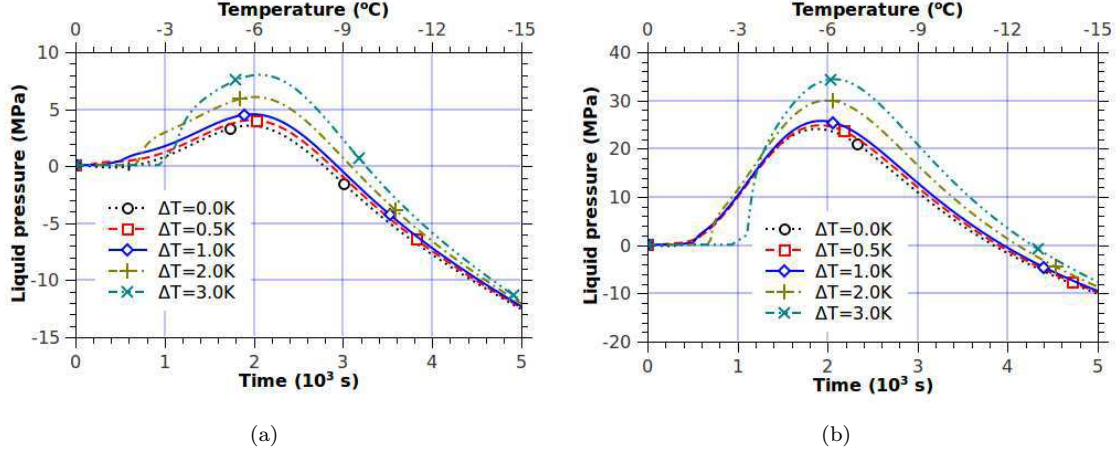 Temperature (ºC)
0 -3 -6 -9 -12 -15
10
5
0
-5
-10
-15
Liquid pressure (MPa)
ΔT=0.0K
ΔT=0.5K
ΔT=1.0K
ΔT=2.0K
ΔT=3.0K
0 1 2 3 4 5
Time (10³ s)
(a)
Temperature (ºC)
0 -3 -6 -9 -12 -15
40
30
20
10
0
-10
-20
Liquid pressure (MPa)
ΔT=0.0K
ΔT=0.5K
ΔT=1.0K
ΔT=2.0K
ΔT=3.0K
0 1 2 3 4 5
Time (10³ s)
(b)